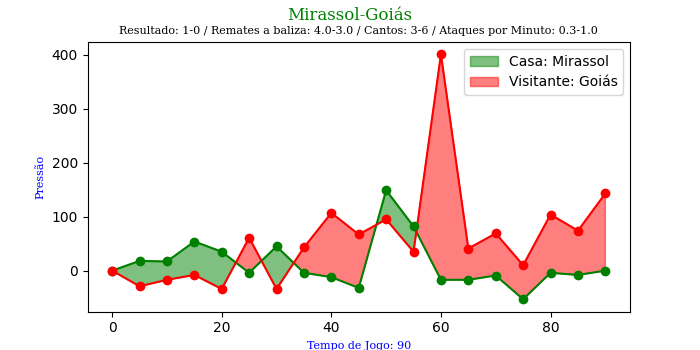 Mirassol-Goiás
Resultado: 1-0 / Remates a baliza: 4.0-3.0 / Cantos: 3-6 / Ataques por Minuto: 0.3-1.0
Casa: Mirassol
Visitante: Goiás
400
300
200
100
0
Pressão
0 20 40 60 80
Tempo de Jogo: 90